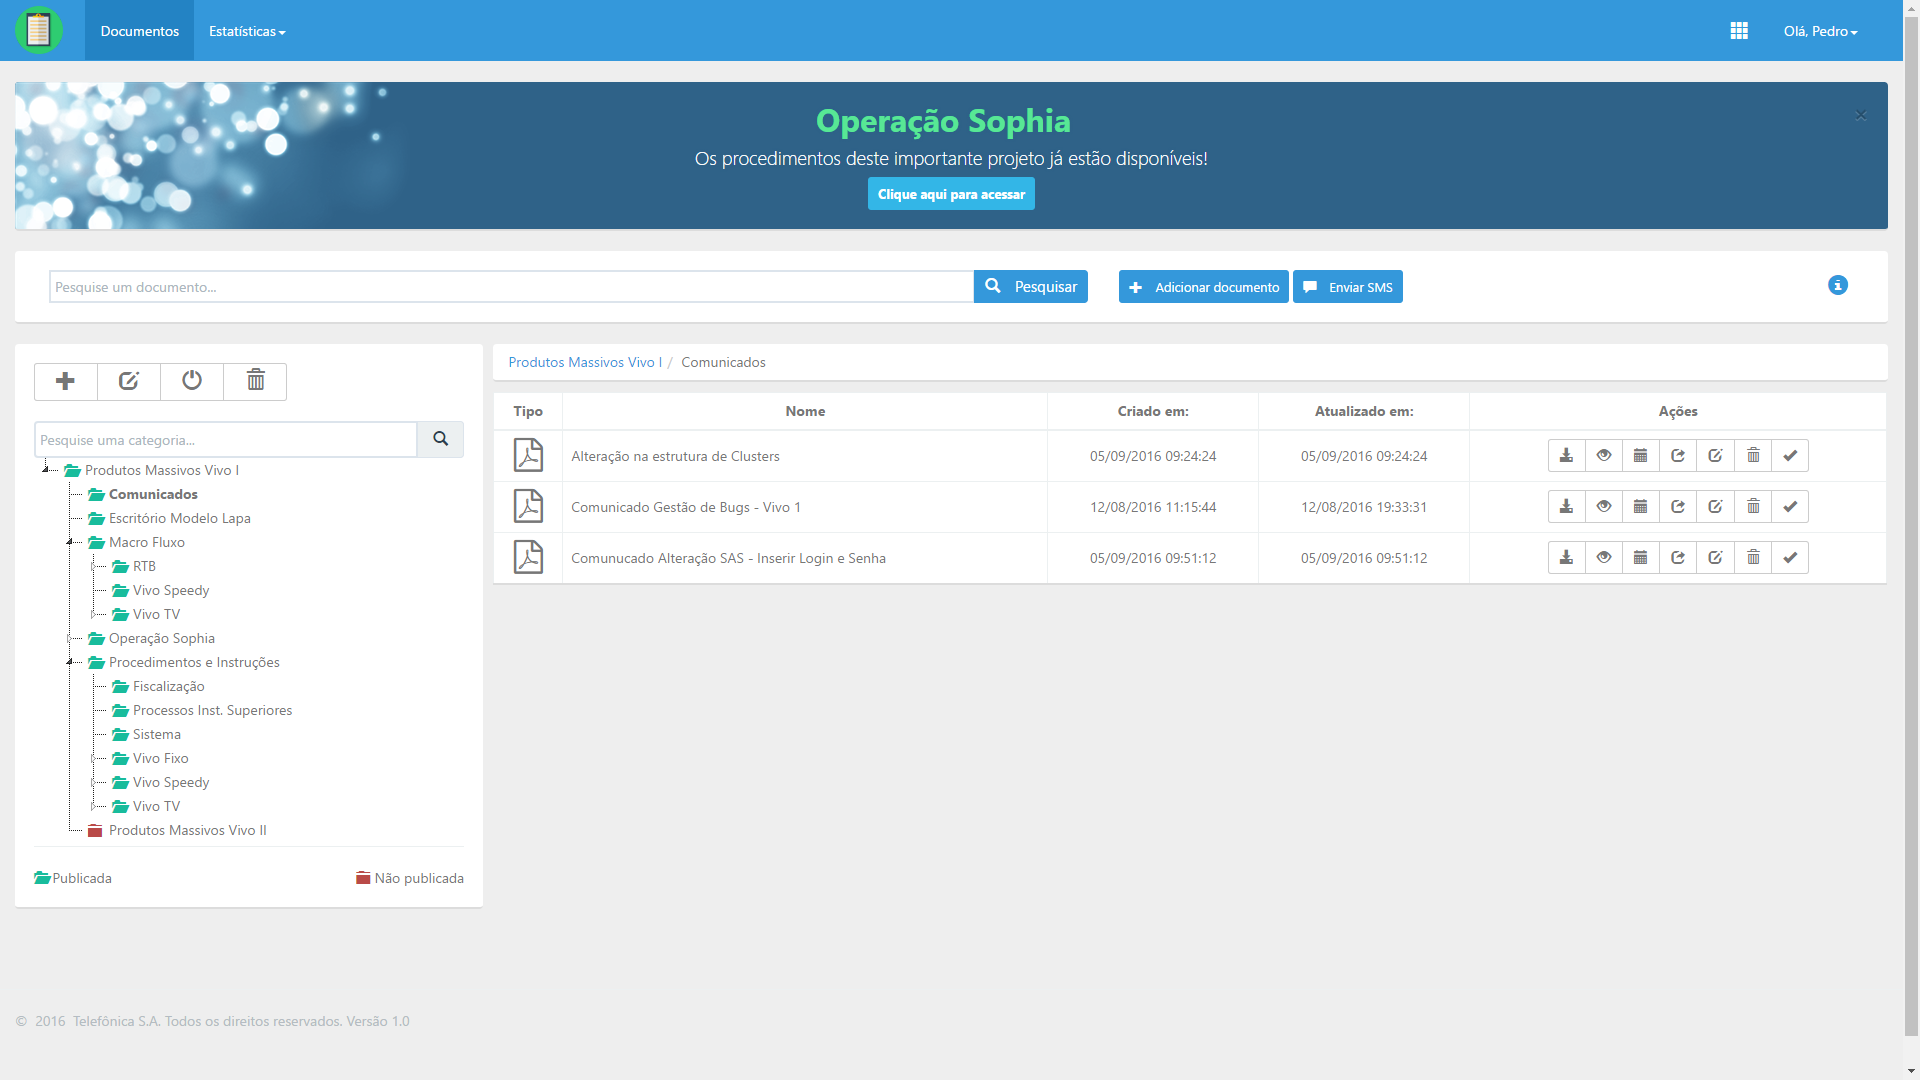 Documentos
Estatísticas
Olá, Pedro
Operação Sophia
×
Os procedimentos deste importante projeto já estão disponíveis!
Clique aqui para acessar
Pesquise um documento...
Pesquisar
Adicionar documento
Enviar SMS
Produtos Massivos Vivo I / Comunicados
Pesquise uma categoria...
Produtos Massivos Vivo I
Comunicados
Escritório Modelo Lapa
Macro Fluxo
RTB
Vivo Speedy
Vivo TV
Operação Sophia
Procedimentos e Instruções
Fiscalização
Processos Inst. Superiores
Sistema
Vivo Fixo
Vivo Speedy
Vivo TV
Produtos Massivos Vivo II
Publicada
Não publicada
Tipo Nome Criado em: Atualizado em: Ações
Alteração na estrutura de Clusters 05/09/2016 09:24:24 05/09/2016 09:24:24
Comunicado Gestão de Bugs - Vivo 1 12/08/2016 11:15:44 12/08/2016 19:33:31
Comunucado Alteração SAS - Inserir Login e Senha 05/09/2016 09:51:12 05/09/2016 09:51:12
© 2016 Telefônica S.A. Todos os direitos reservados. Versão 1.0